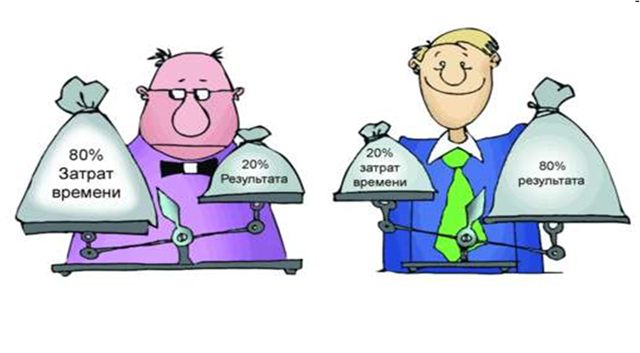 80%
Затрат
времени
20%
Результата
20%
затрат
времени
80%
результата